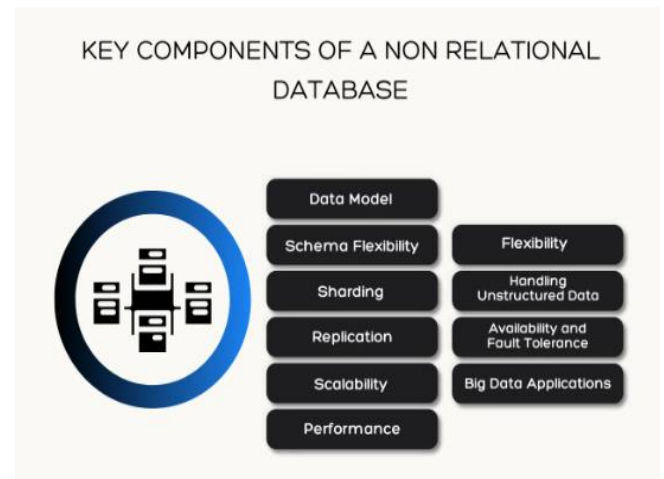 KEY COMPONENTS OF A NON RELATIONAL
DATABASE
Data Model
Schema Flexibility
Sharding
Replication
Scalability
Performance
Flexibility
Handling
Unstructured Data
Availability and
Fault Tolerance
Big Data Applications